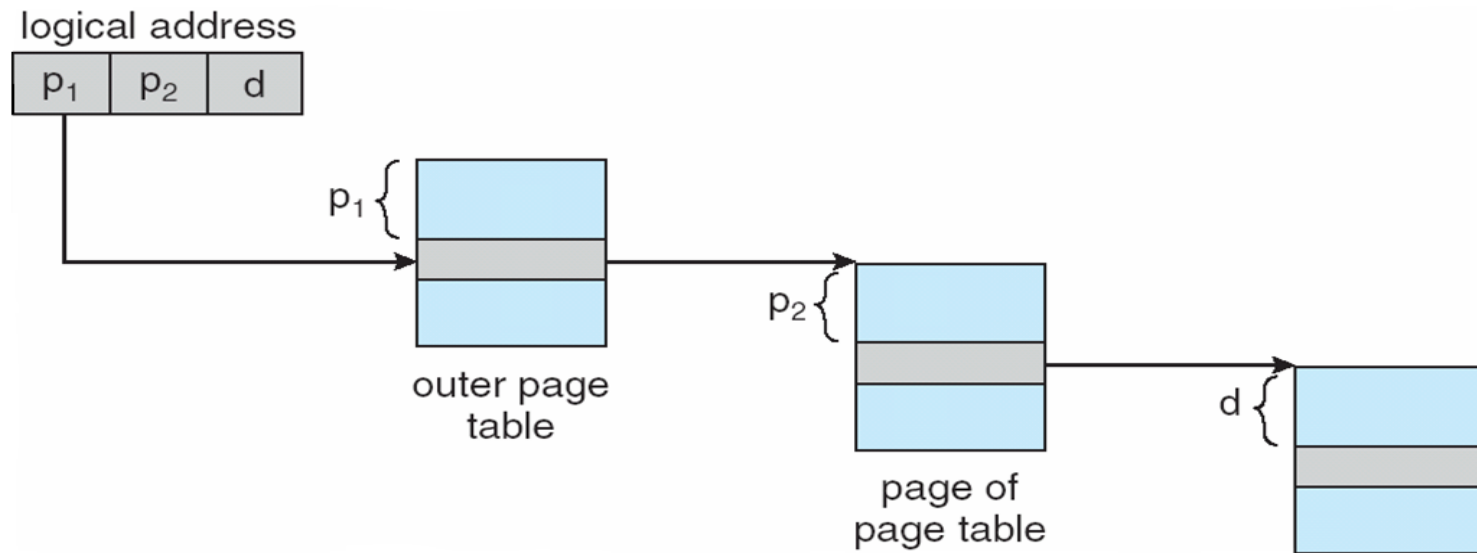 logical address
p₁ p₂ d
p₁
outer page
table
p₂
page of
page table
d